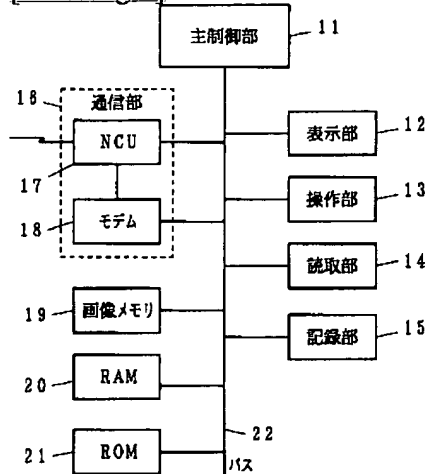 主制御部
11
16
通信部
NCU
表示部
12
17
操作部
13
18
モデム
読取部
14
19
画像メモリ
記録部
15
20
RAM
22
21
ROM
バス